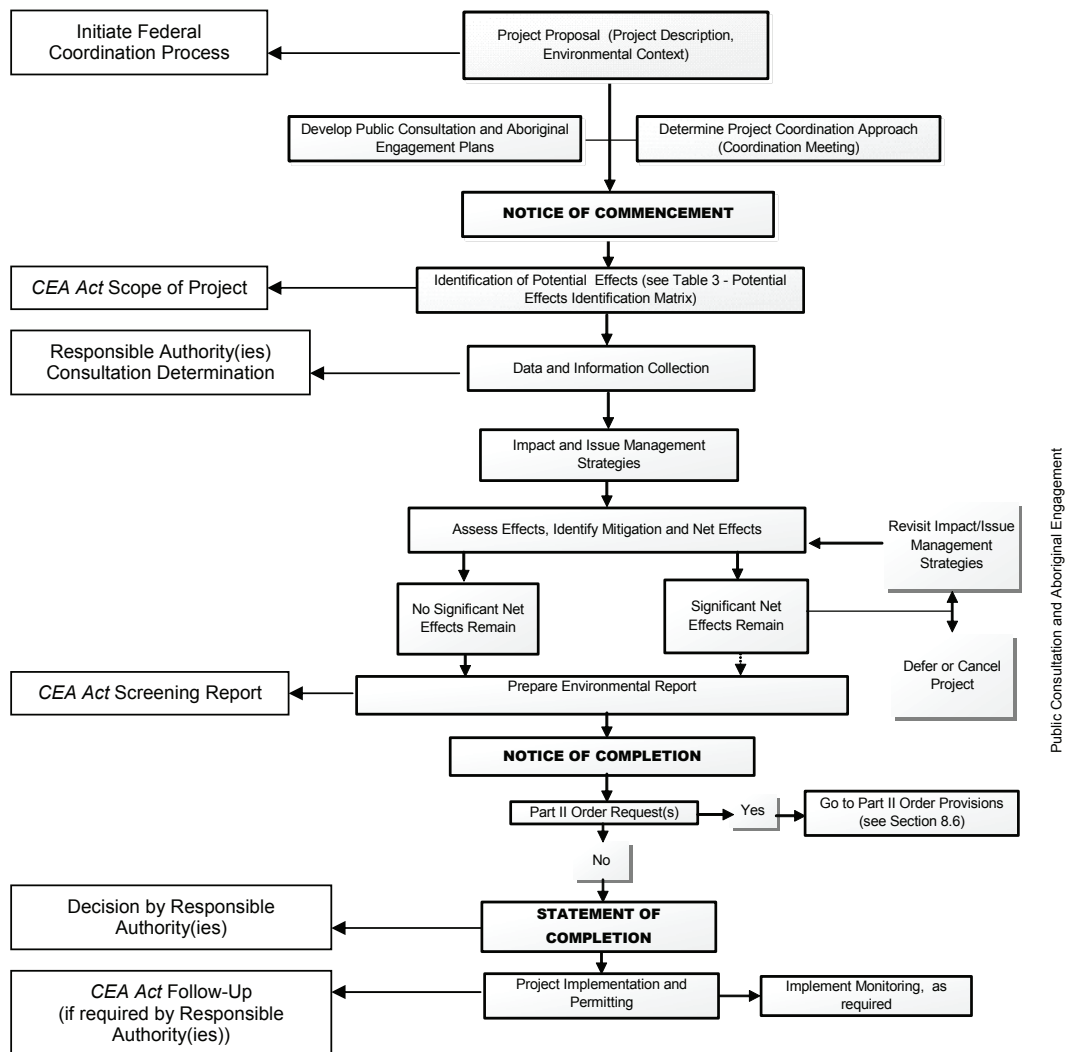 Initiate Federal
Coordination Process
Project Proposal (Project Description,
Environmental Context)
Develop Public Consultation and Aboriginal
Engagement Plans
Determine Project Coordination Approach
(Coordination Meeting)
NOTICE OF COMMENCEMENT
CEA Act Scope of Project
Identification of Potential Effects (see Table 3 - Potential
Effects Identification Matrix)
Responsible Authority(ies)
Consultation Determination
Data and Information Collection
Impact and Issue Management
Strategies
Assess Effects, Identify Mitigation and Net Effects
Revisit Impact/Issue
Management
Strategies
No Significant Net
Effects Remain
Significant Net
Effects Remain
Defer or Cancel
Project
Public Consultation and Aboriginal Engagement
CEA Act Screening Report
Prepare Environmental Report
NOTICE OF COMPLETION
Part II Order Request(s)
Yes
Go to Part II Order Provisions
(see Section 8.6)
No
Decision by Responsible
Authority(ies)
STATEMENT OF
COMPLETION
CEA Act Follow-Up
(if required by Responsible
Authority(ies))
Project Implementation and
Permitting
Implement Monitoring, as
required